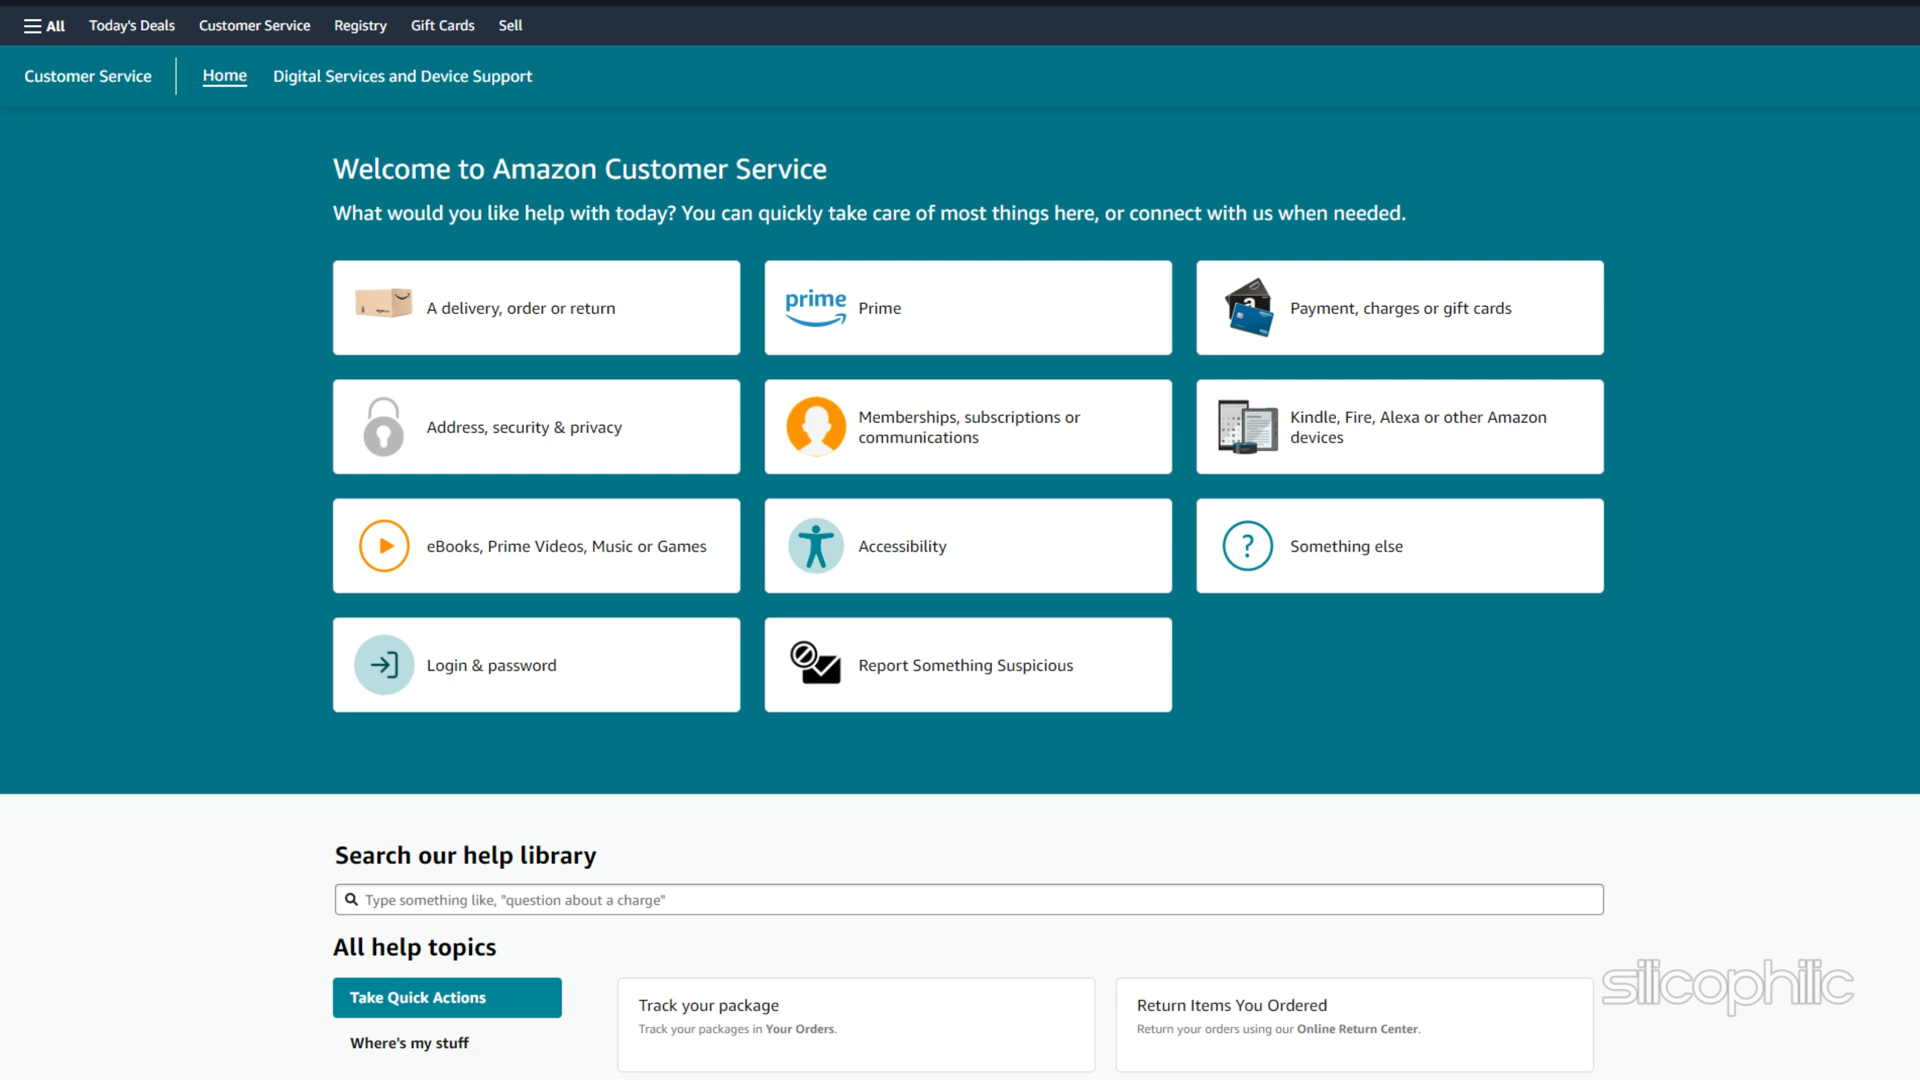 All Today's Deals Customer Service Registry Gift Cards Sell
Customer Service Home Digital Services and Device Support
Welcome to Amazon Customer Service
What would you like help with today? You can quickly take care of most things here, or connect with us when needed.
A delivery, order or return
prime Prime
Payment, charges or gift cards
Address, security & privacy
Memberships, subscriptions or
communications
Kindle, Fire, Alexa or other Amazon
devices
eBooks, Prime Videos, Music or Games
Accessibility
? Something else
Login & password
Report Something Suspicious
Search our help library
Type something like, "question about a charge"
All help topics
Take Quick Actions
Where's my stuff
Track your package
Track your packages in Your Orders.
Return Items You Ordered
Return your orders using our Online Return Center.
silicophilic